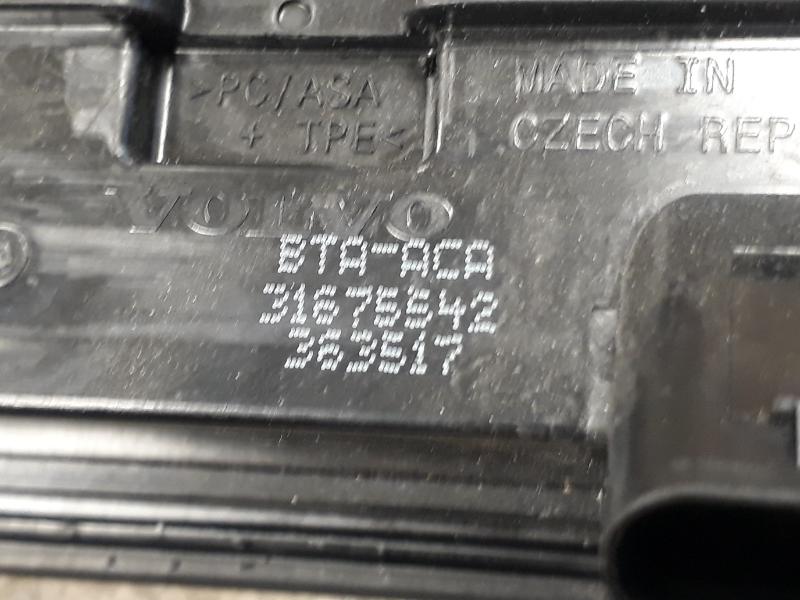 >PC/ASA
+ TPE<
MADE IN
CZECH REP
VOLVO
BTA-ACA
31675542
363517